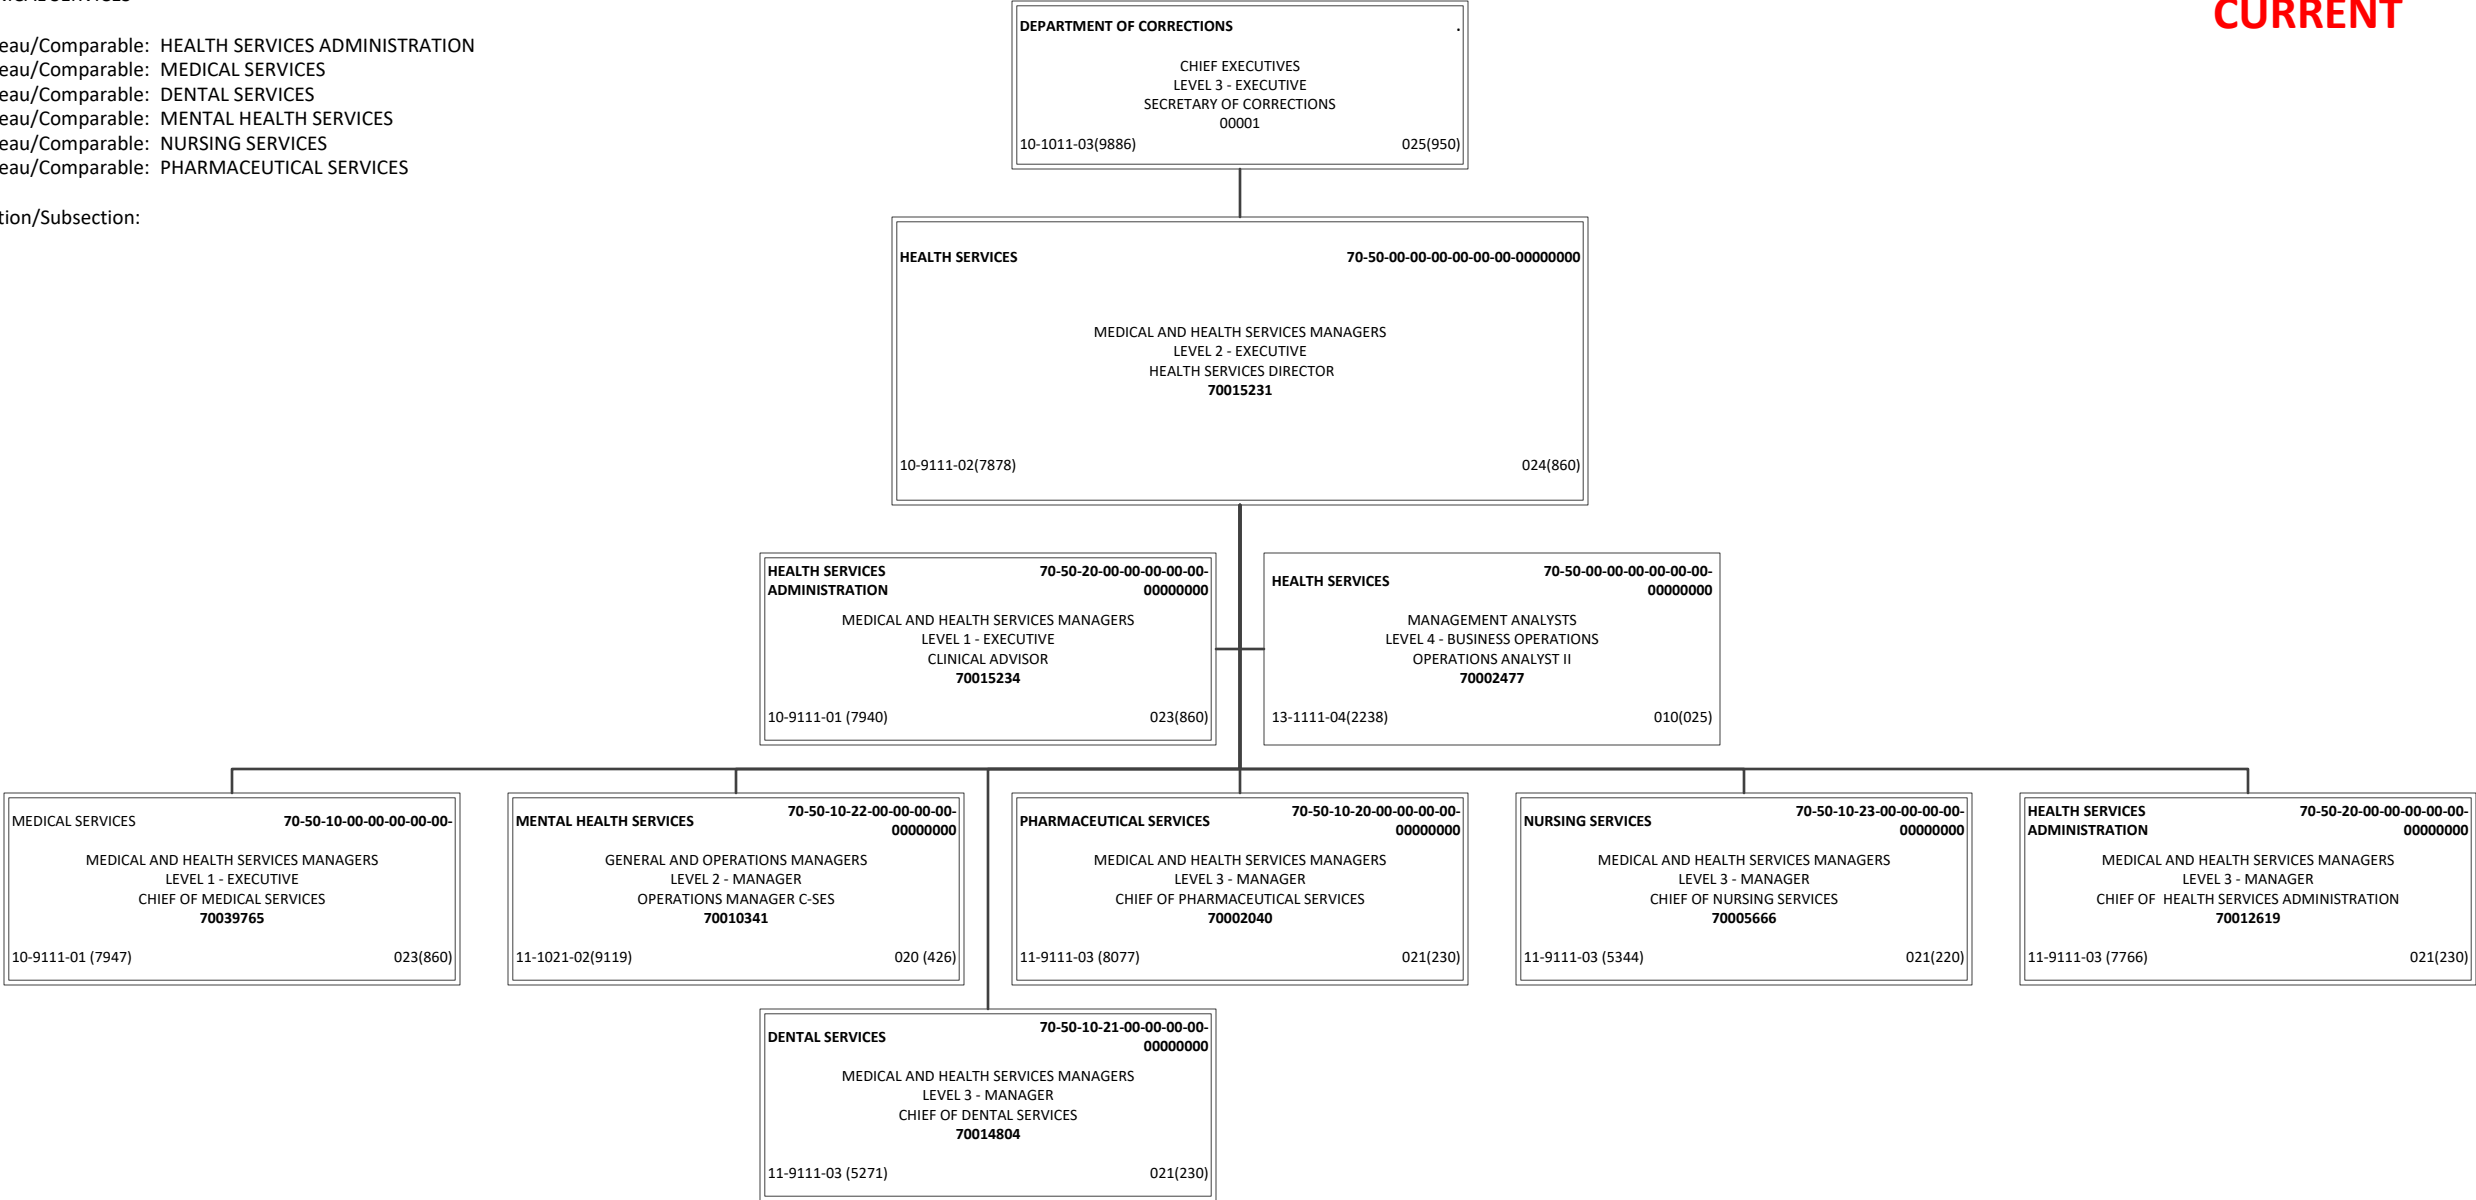 eau/Comparable: HEALTH SERVICES ADMINISTRATION
eau/Comparable: MEDICAL SERVICES
eau/Comparable: DENTAL SERVICES
eau/Comparable: MENTAL HEALTH SERVICES
eau/Comparable: NURSING SERVICES
eau/Comparable: PHARMACEUTICAL SERVICES
tion/Subsection:
CURRENT
DEPARTMENT OF CORRECTIONS .
CHIEF EXECUTIVES
LEVEL 3 - EXECUTIVE
SECRETARY OF CORRECTIONS
00001
10-1011-03(9886) 025(950)
HEALTH SERVICES 70-50-00-00-00-00-00-00-00000000
MEDICAL AND HEALTH SERVICES MANAGERS
LEVEL 2 - EXECUTIVE
HEALTH SERVICES DIRECTOR
70015231
10-9111-02(7878) 024(860)
HEALTH SERVICES 70-50-20-00-00-00-00-00-
ADMINISTRATION 00000000
MEDICAL AND HEALTH SERVICES MANAGERS
LEVEL 1 - EXECUTIVE
CLINICAL ADVISOR
70015234
10-9111-01 (7940) 023(860)
HEALTH SERVICES 70-50-00-00-00-00-00-00-
00000000
MANAGEMENT ANALYSTS
LEVEL 4 - BUSINESS OPERATIONS
OPERATIONS ANALYST II
70002477
13-1111-04(2238) 010(025)
MEDICAL SERVICES 70-50-10-00-00-00-00-00-
MEDICAL AND HEALTH SERVICES MANAGERS
LEVEL 1 - EXECUTIVE
CHIEF OF MEDICAL SERVICES
70039765
10-9111-01 (7947) 023(860)
MENTAL HEALTH SERVICES 70-50-10-22-00-00-00-00-
00000000
GENERAL AND OPERATIONS MANAGERS
LEVEL 2 - MANAGER
OPERATIONS MANAGER C-SES
70010341
11-1021-02(9119) 020 (426)
PHARMACEUTICAL SERVICES 70-50-10-20-00-00-00-00-
00000000
MEDICAL AND HEALTH SERVICES MANAGERS
LEVEL 3 - MANAGER
CHIEF OF PHARMACEUTICAL SERVICES
70002040
11-9111-03 (8077) 021(230)
NURSING SERVICES 70-50-10-23-00-00-00-00-
00000000
MEDICAL AND HEALTH SERVICES MANAGERS
LEVEL 3 - MANAGER
CHIEF OF NURSING SERVICES
70005666
11-9111-03 (5344) 021(220)
HEALTH SERVICES 70-50-20-00-00-00-00-00-
ADMINISTRATION 00000000
MEDICAL AND HEALTH SERVICES MANAGERS
LEVEL 3 - MANAGER
CHIEF OF HEALTH SERVICES ADMINISTRATION
70012619
11-9111-03 (7766) 021(230)
DENTAL SERVICES 70-50-10-21-00-00-00-00-
00000000
MEDICAL AND HEALTH SERVICES MANAGERS
LEVEL 3 - MANAGER
CHIEF OF DENTAL SERVICES
70014804
11-9111-03 (5271) 021(230)